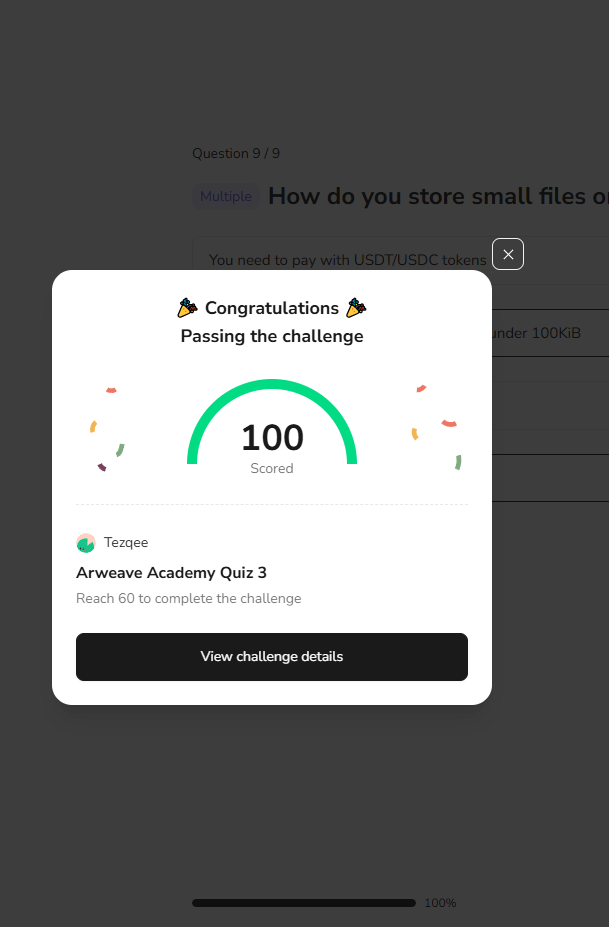 Question 9 / 9
Multiple How do you store small files
You need to pay with USDT/USDC tokens
under 100KiB
Congratulations
Passing the challenge
100
Scored
Tezqee
Arweave Academy Quiz 3
Reach 60 to complete the challenge
View challenge details
100%